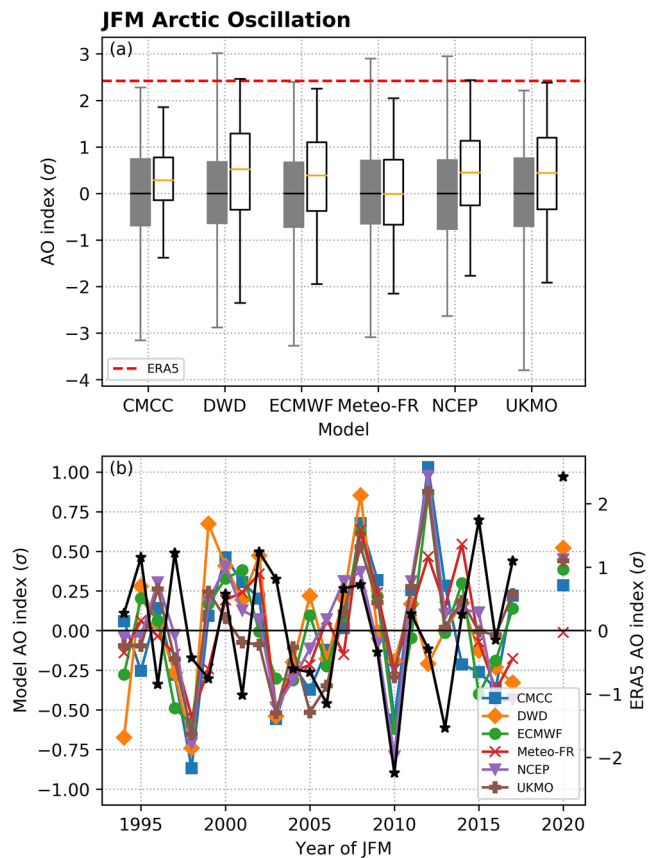 JFM Arctic Oscillation
(a)
AO index (σ)
3
2
1
0
−1
−2
−3
−4
ERA5
CMCC DWD ECMWF Meteo-FR NCEP UKMO
Model
(b)
Model AO index (σ)
1.00
0.75
0.50
0.25
0.00
−0.25
−0.50
−0.75
−1.00
2
1
0
−1
−2
ERA5 AO index (σ)
CMCC
DWD
ECMWF
Meteo-FR
NCEP
UKMO
1995 2000 2005 2010 2015 2020
Year of JFM